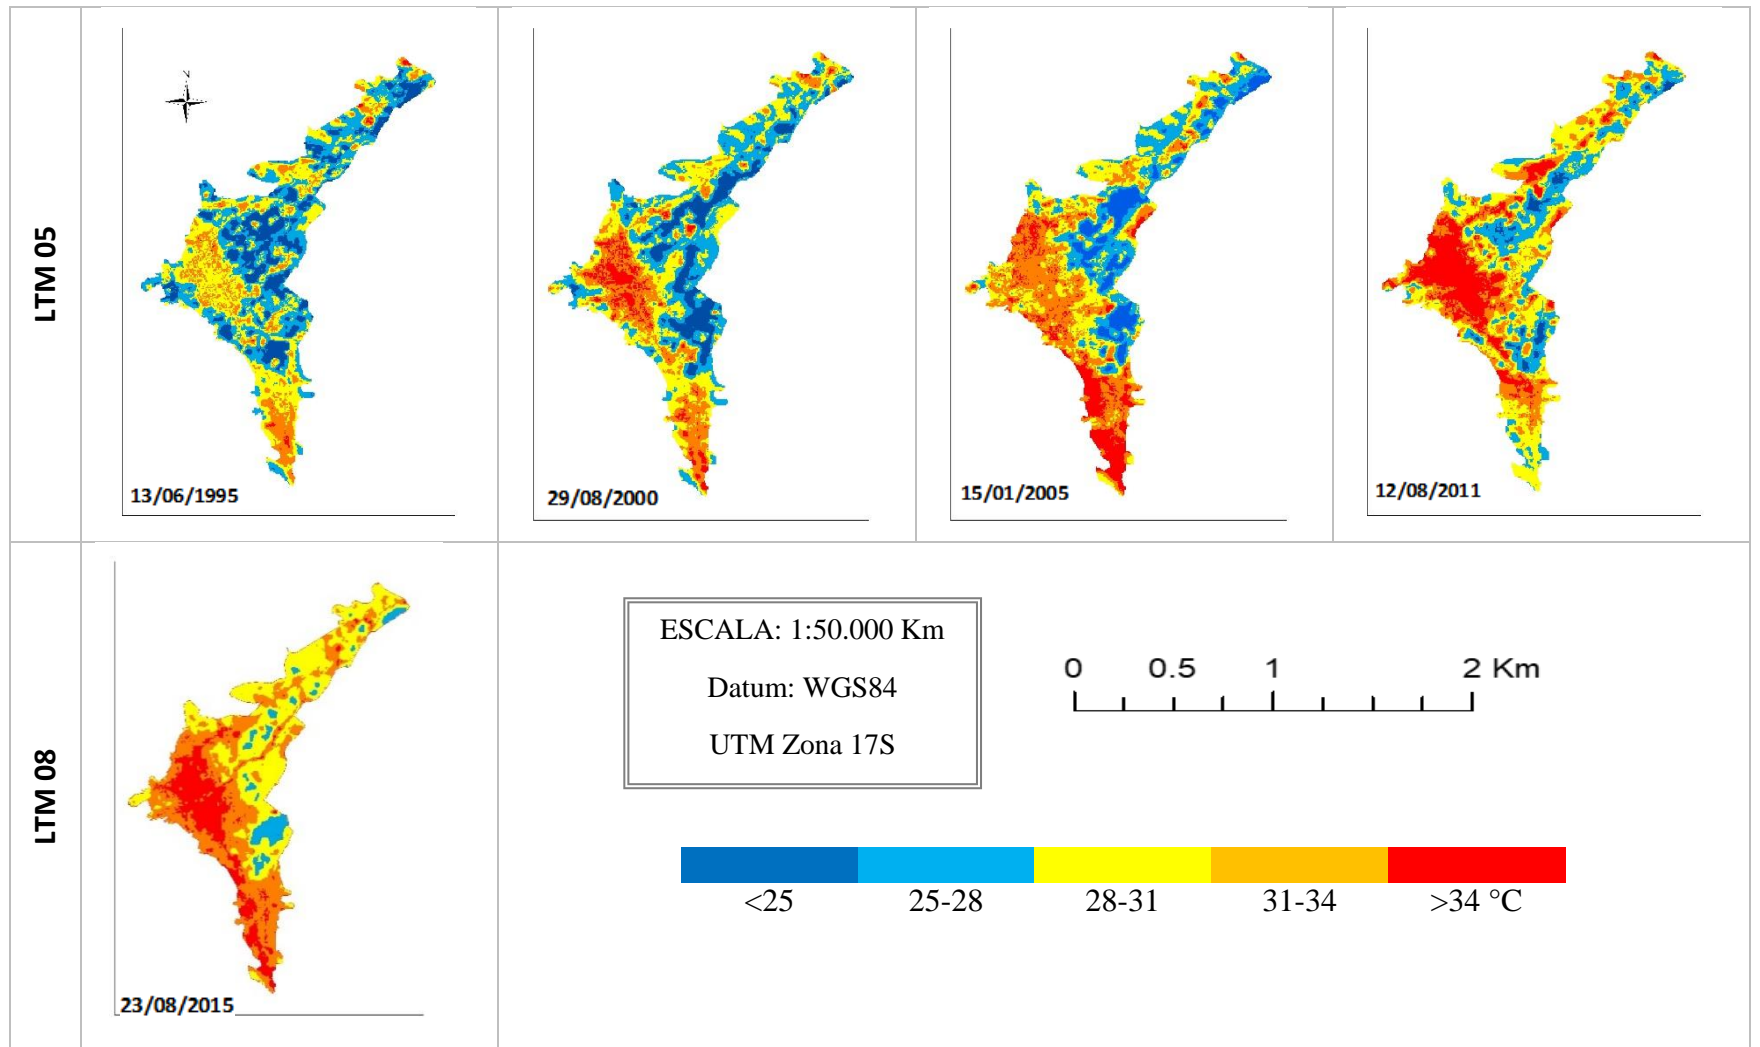 LTM 05
N
13/06/1995
29/08/2000
15/01/2005
12/08/2011
LTM 08
23/08/2015
ESCALA: 1:50.000 Km
Datum: WGS84
UTM Zona 17S
0 0.5 1 2 Km
<25 25-28 28-31 31-34 >34 °C